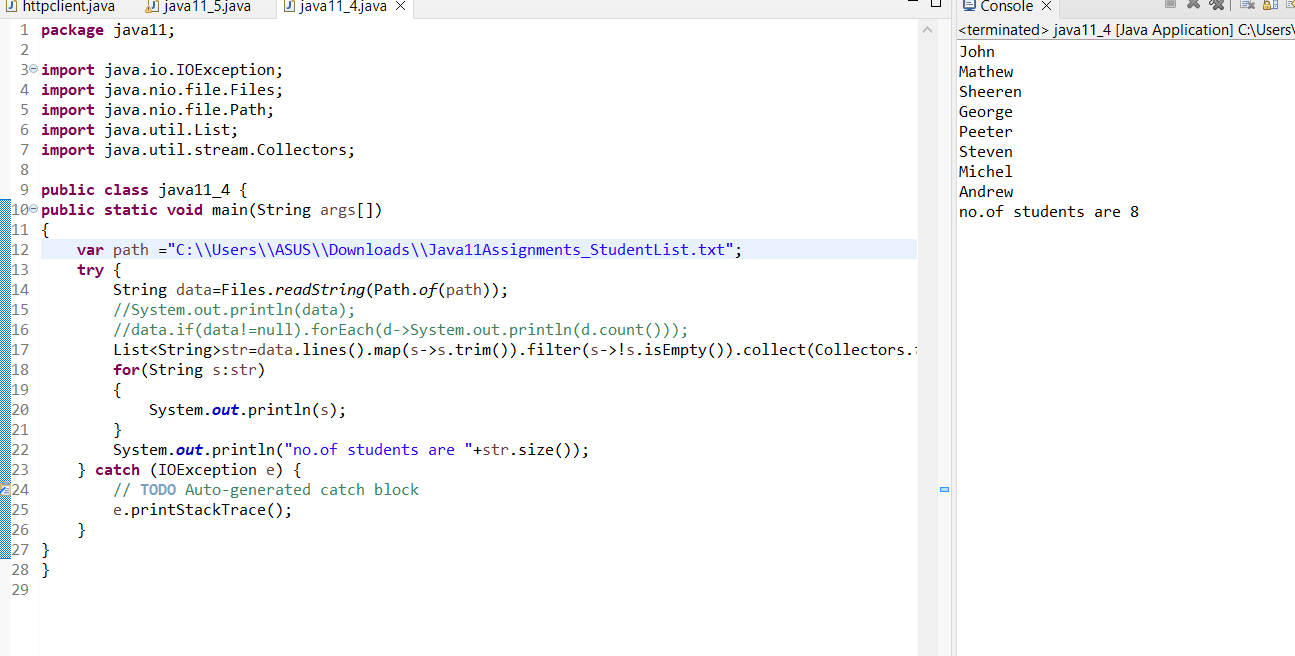 httpclient.java java11_5.java java11_4.java
1 package java11;
2
3 import java.io.IOException;
4 import java.nio.file.Files;
5 import java.nio.file.Path;
6 import java.util.List;
7 import java.util.stream.Collectors;
8
9 public class java11_4 {
10 public static void main(String args[])
11 {
12 var path ="C:\\Users\\ASUS\\Downloads\\Java11Assignments_StudentList.txt";
13 try {
14 String data=Files.readString(Path.of(path));
15 //System.out.println(data);
16 //data.if(data!=null).forEach(d->System.out.println(d.count()));
17 List<String>str=data.lines().map(s->s.trim()).filter(s->!s.isEmpty()).collect(Collectors.
18 for(String s:str)
19 {
20 System.out.println(s);
21 }
22 System.out.println("no.of students are "+str.size());
23 } catch (IOException e) {
24 // TODO Auto-generated catch block
25 e.printStackTrace();
26 }
27 }
28 }
29
Console
<terminated> java11_4 [Java Application] C:\Users\
John
Mathew
Sheeren
George
Peeter
Steven
Michel
Andrew
no.of students are 8